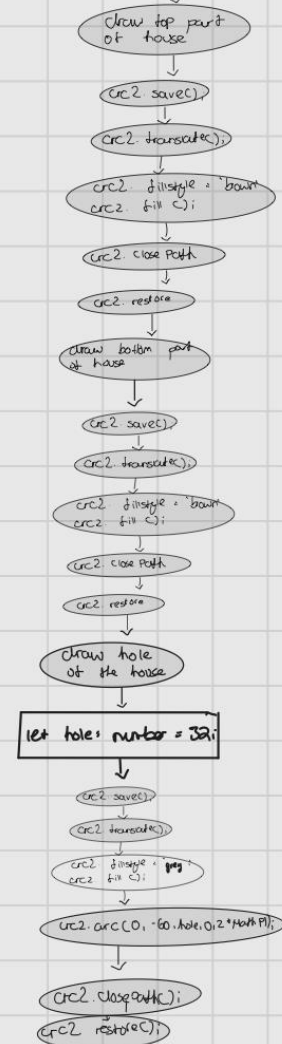 draw top part
of house
crc2. save();
crc2. translate();
crc2. fillstyle = 'bown'
crc2. fill ();
crc2. close Path
crc2. restore
draw bottom part
of house
crc2. save();
crc2. translate();
crc2 fillstyle = 'bown'
crc2. fill ();
crc2. close Path
crc2. restore
draw hole
of the house
let hole: number = 32;
crc2 save();
crc2 translate();
crc2 fillstyle = 'grey'
crc2 fill ();
crc2. arc (0, -60, hole, 0, 2 * Math PI);
crc2. closepath();
crc2 restore();